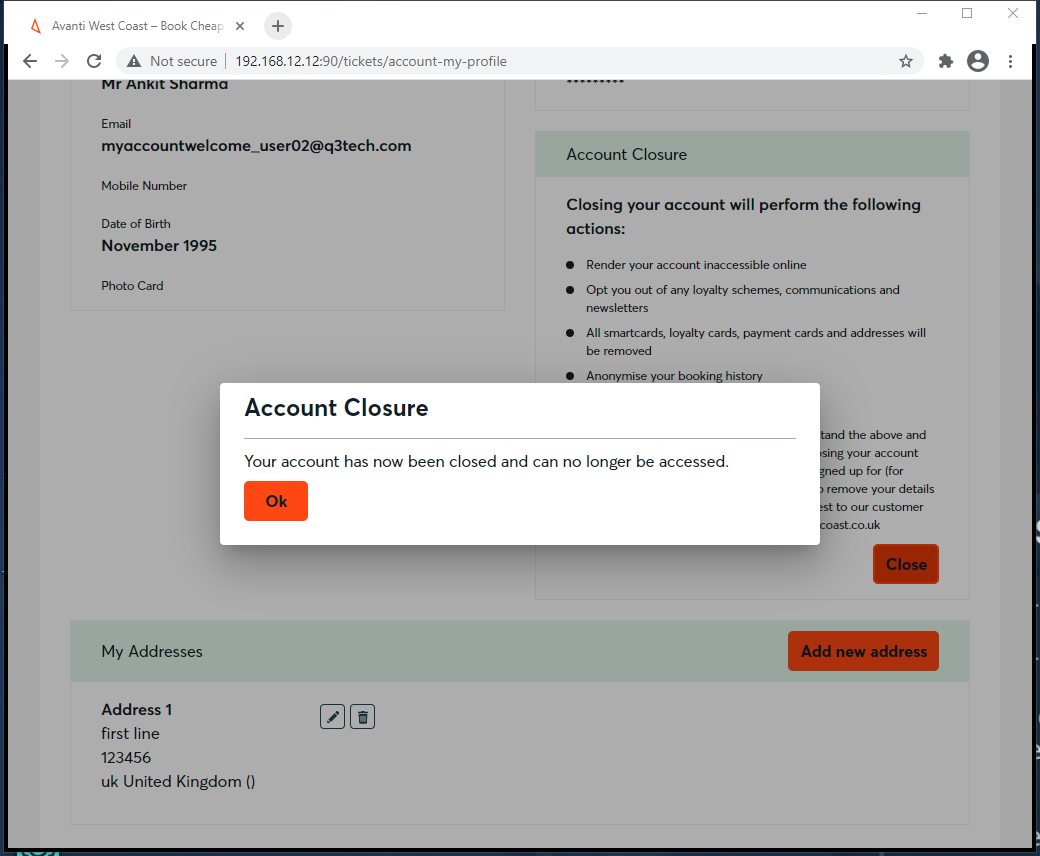 Avanti West Coast – Book Cheap
Not secure
192.168.12.12:90/tickets/account-my-profile
Mr Ankit Sharma
Email
myaccountwelcome_user02@q3tech.com
Mobile Number
Date of Birth
November 1995
Photo Card
*********
Account Closure
Closing your account will perform the following
actions:
Render your account inaccessible online
Opt you out of any loyalty schemes, communications and
newsletters
All smartcards, loyalty cards, payment cards and addresses will
be removed
Anonymise your booking history
tand the above and
osing your account
gned up for (for
o remove your details
est to our customer
coast.co.uk
Close
Account Closure
Your account has now been closed and can no longer be accessed.
Ok
My Addresses
Add new address
Address 1
first line
123456
uk United Kingdom ()